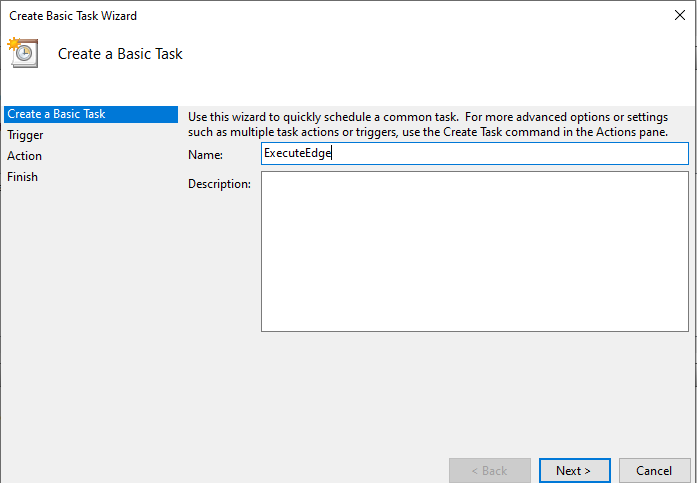 Create Basic Task Wizard
Create a Basic Task
Create a Basic Task
Trigger
Action
Finish
Use this wizard to quickly schedule a common task.  For more advanced options or settings
such as multiple task actions or triggers, use the Create Task command in the Actions pane.
Name:
ExecuteEdge
Description:
< Back
Next >
Cancel